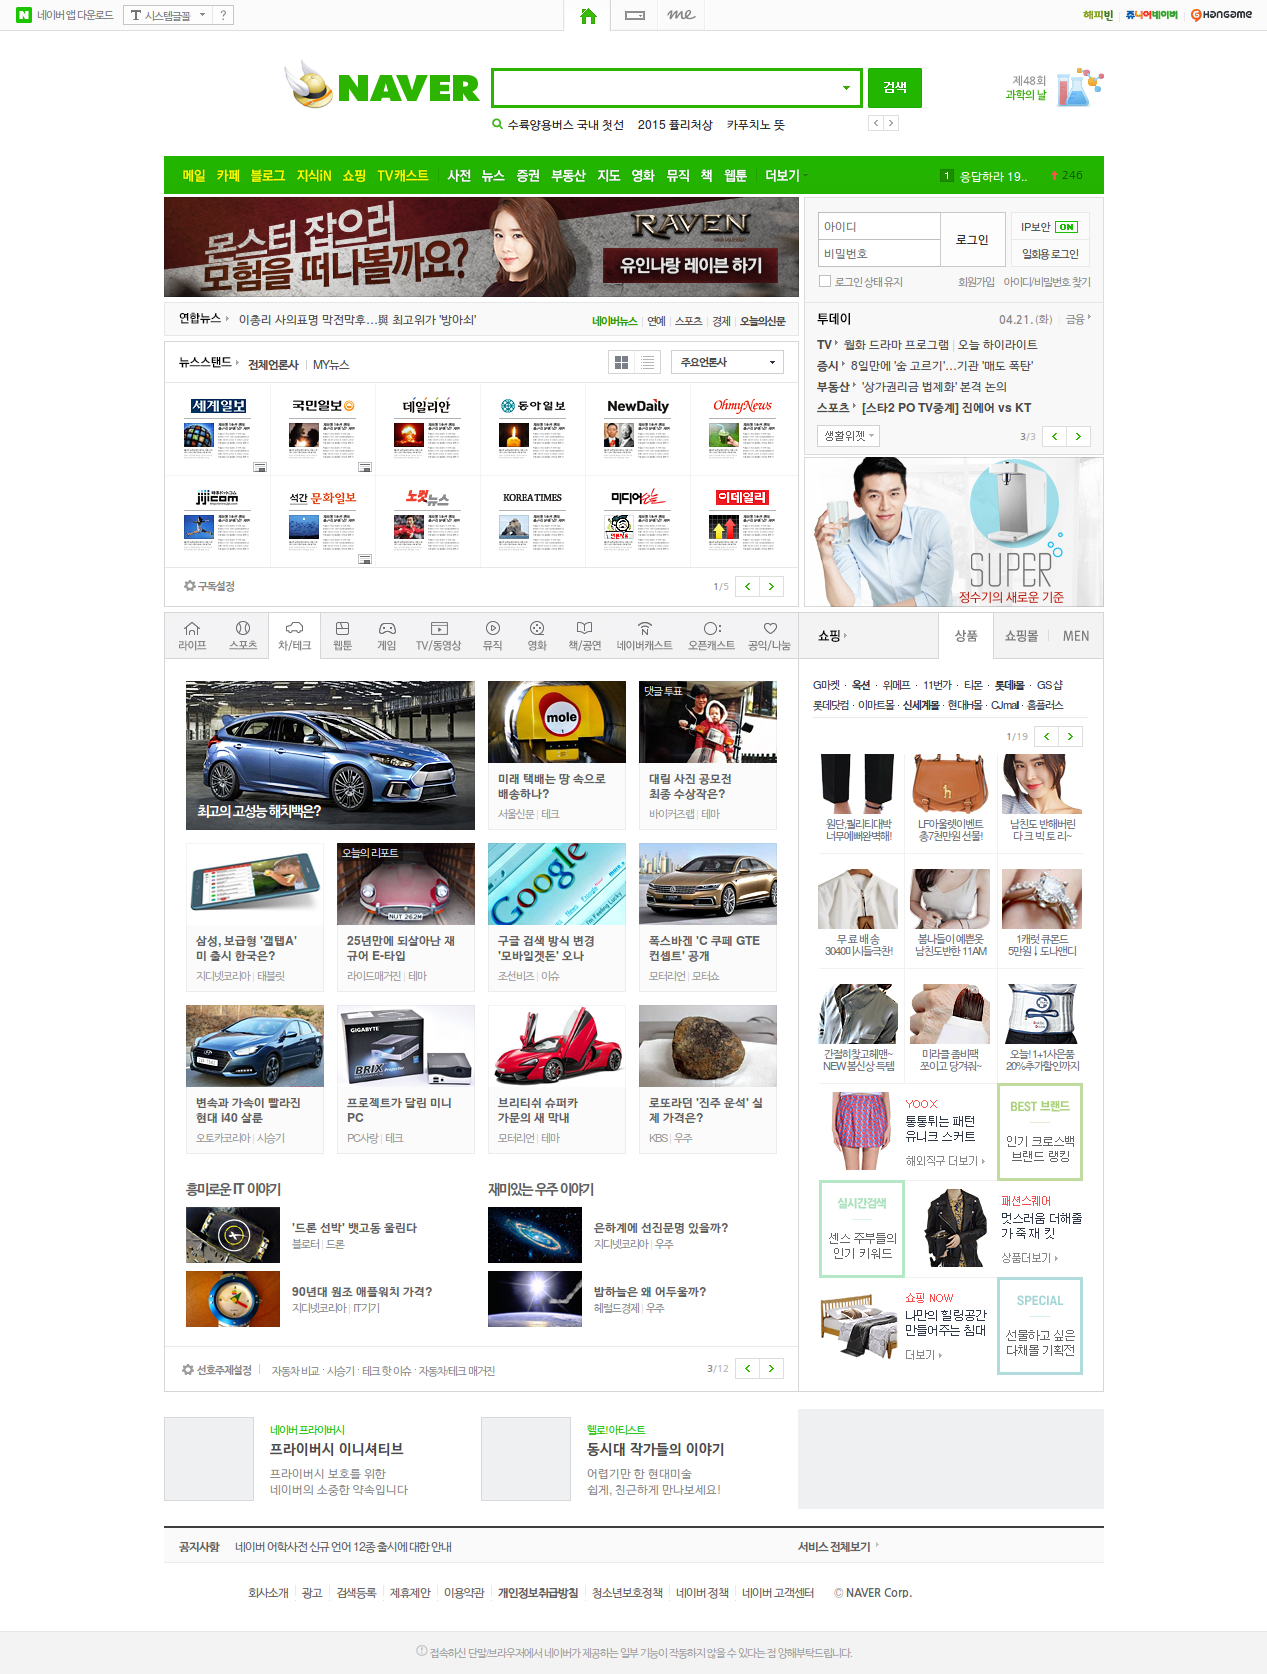 네이버 앱 다운로드 시스템글꼴 ?
me
해피빈 쥬니어네이버 HANGAME
NAVER 검색
제48회
과학의 날
수륙양용버스 국내 첫선 2015 퓰리처상 카푸치노 뜻
메일 카페 블로그 지식iN 쇼핑 TV캐스트 사전 뉴스 증권 부동산 지도 영화 뮤직 책 웹툰 더보기 1 응답하라 19.. 246
몬스터 잡으러
모험을 떠나볼까요?
RAVEN
유인나랑 레이븐 하기
아이디
비밀번호
로그인
IP보안 ON
일회용 로그인
로그인 상태 유지 회원가입 아이디/비밀번호 찾기
연합뉴스 이총리 사의표명 막전막후…與 최고위가 '방아쇠'
네이버뉴스 연예 스포츠 경제 오늘의신문
투데이 04.21.(화) 금융
TV 월화 드라마 프로그램 오늘 하이라이트
증시 8일만에 '숨 고르기'…기관 '매도 폭탄'
부동산 '상가권리금 법제화' 본격 논의
스포츠 [스타2 PO TV중계] 진에어 vs KT
생활위젯 3/3
뉴스스탠드 전체언론사 MY뉴스 주요언론사
세계일보 국민일보 데일리안 동아일보 NewDaily OhmyNews
jijicom 석간 문화일보 노컷뉴스 KOREA TIMES 미디어오늘 이데일리
구독설정 1/5
SUPER
정수기의 새로운 기준
라이프 스포츠 차/테크 웹툰 게임 TV/동영상 뮤직 영화 책/공연 네이버캐스트 오픈캐스트 공익/나눔
쇼핑 상품 쇼핑몰 MEN
G마켓 · 옥션 · 위메프 · 11번가 · 티몬 · 롯데i몰 · GS샵
롯데닷컴 · 이마트몰 · 신세계몰 · 현대H몰 · CJmall · 홈플러스
1/19
최고의 고성능 해치백은?
mole
미래 택배는 땅 속으로
배송하나?
서울신문 테크
댓글 투표
대림 사진 공모전
최종 수상작은?
바이커즈랩 테마
삼성, 보급형 '갤탭A'
미 출시 한국은?
지디넷코리아 태블릿
오늘의 리포트
NUT 262M
25년만에 되살아난 재
규어 E-타입
라이드매거진 테마
Google
구글 검색 방식 변경
'모바일겟돈' 오나
조선비즈 이슈
폭스바겐 'C 쿠페 GTE
컨셉트' 공개
모터리언 모터쇼
변속과 가속이 빨라진
현대 i40 살룬
오토카코리아 시승기
GIGABYTE
BRIX
프로젝트가 달린 미니
PC
PC사랑 테크
브리티쉬 슈퍼카
가문의 새 막내
모터리언 테마
로또라던 '진주 운석' 실
제 가격은?
KBS 우주
원단,퀄리티대박
너무예뻐완벽해!
LF아울렛이벤트
총7천만원 선물!
남친도 반해버린
다 크 빅 토 리~
무 료 배 송
3040미시들극찬!
봄나들이 예쁜옷
남친도반한 11AM
1캐럿 큐몬드
5만원↓도나앤디
간절히찾고헤맨~
NEW봄신상 득템
미라클 좀비팩
쪼이고 당겨줘~
오늘! 1+1사은품
20%추가할인까지
YOOX
통통튀는 패턴
유니크 스커트
해외직구 더보기
BEST 브랜드
인기 크로스백
브랜드 랭킹
실시간검색
센스 주부들의
인기 키워드
패션스퀘어
멋스러움 더해줄
가 죽 재 킷
상품더보기
쇼핑 NOW
나만의 힐링공간
만들어주는 침대
더보기
SPECIAL
선물하고 싶은
다채몰 기획전
흥미로운 IT 이야기
'드론 선박' 뱃고동 울린다
블로터 드론
90년대 원조 애플워치 가격?
지디넷코리아 IT기기
재미있는 우주 이야기
은하계에 선진문명 있을까?
지디넷코리아 우주
밤하늘은 왜 어두울까?
헤럴드경제 우주
선호주제설정 자동차 비교 · 시승기 · 테크 핫 이슈 · 자동차/테크 매거진 3/12
네이버 프라이버시
프라이버시 이니셔티브
프라이버시 보호를 위한
네이버의 소중한 약속입니다
헬로!아티스트
동시대 작가들의 이야기
어렵기만 한 현대미술
쉽게, 친근하게 만나보세요!
공지사항 네이버 어학사전 신규 언어 12종 출시에 대한 안내 서비스 전체보기
회사소개 광고 검색등록 제휴제안 이용약관 개인정보취급방침 청소년보호정책 네이버 정책 네이버 고객센터 © NAVER Corp.
접속하신 단말/브라우저에서 네이버가 제공하는 일부 기능이 작동하지 않을 수 있다는 점 양해부탁드립니다.